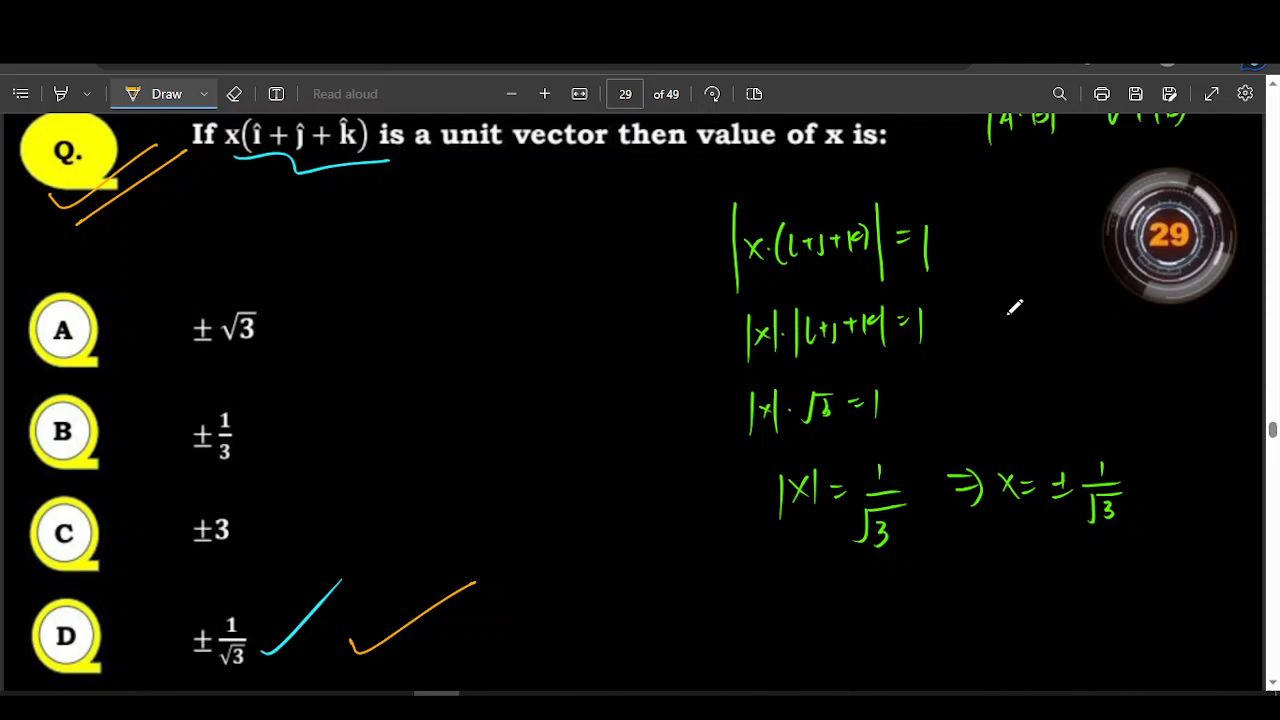 Draw
Read aloud
29 of 49
Q.
If x(î + ĵ + k̂) is a unit vector then value of x is:
|x·(i+j+k)| = 1
29
A ± √3
|x|·|i+j+k| = 1
B ± 1/3
|x|·√3 = 1
C ±3
|x| = 1/√3 ⇒ x = ± 1/√3
D ± 1/√3